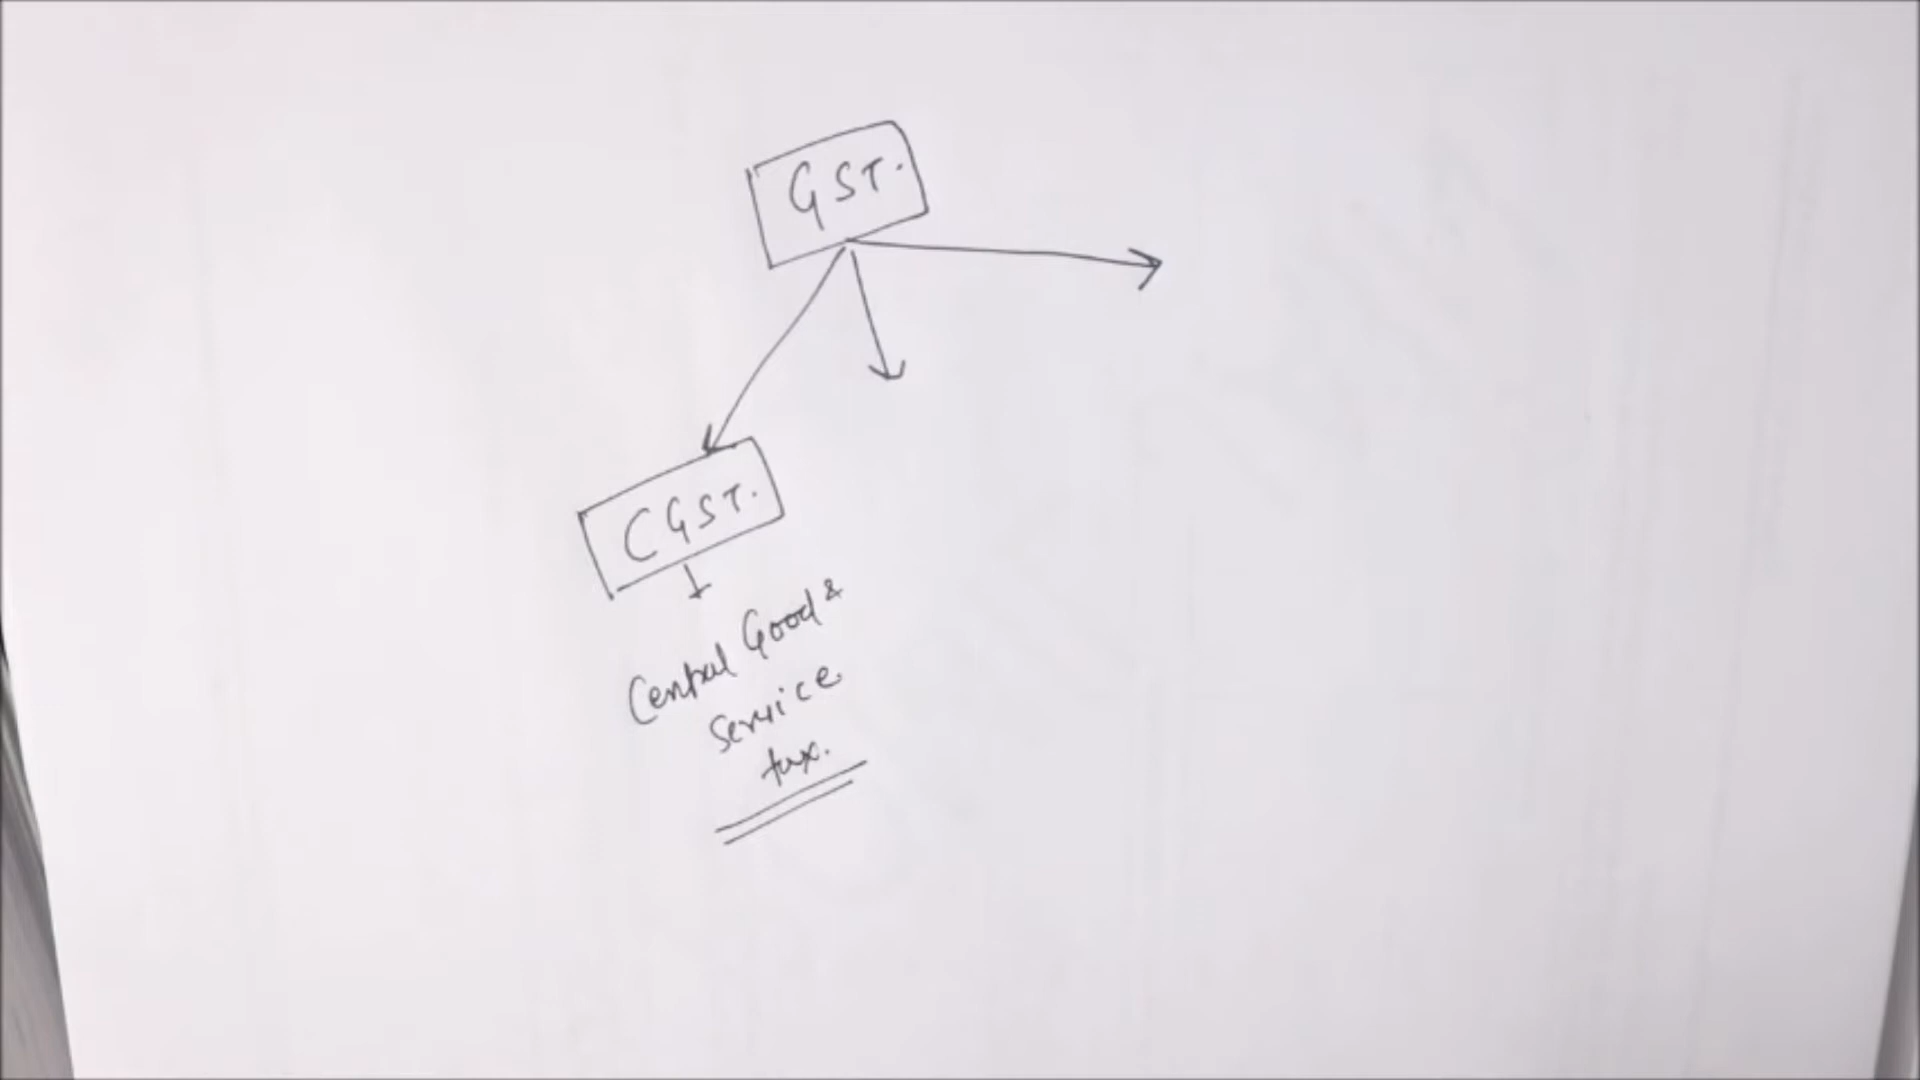 GST.
CGST.
Central Good &
Service
tax.